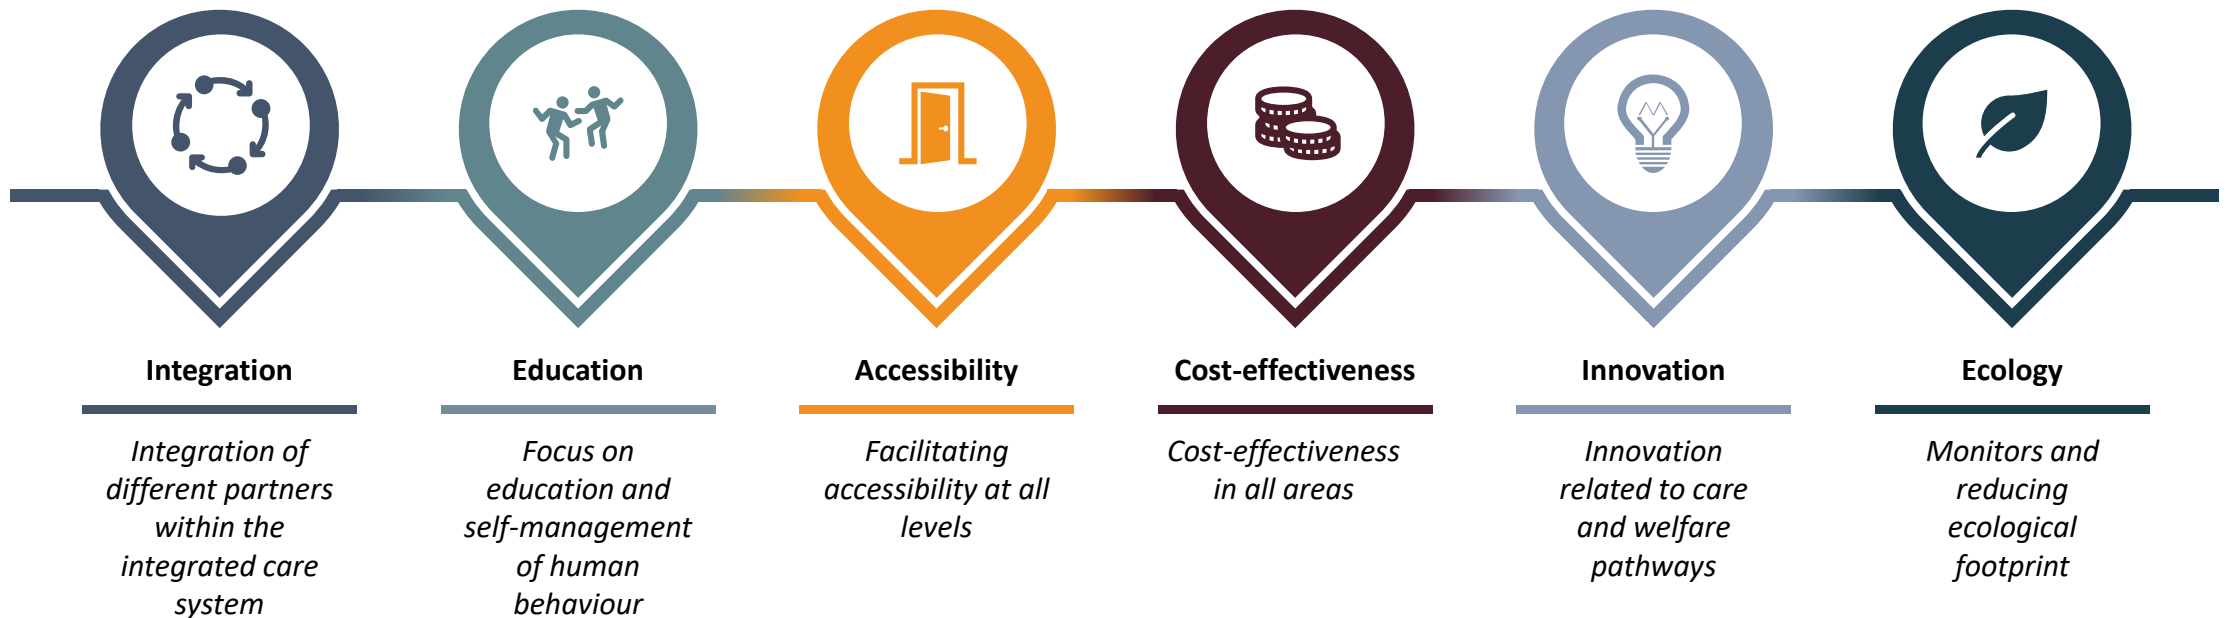 Integration
Integration of
different partners
within the
integrated care
system
Education
Focus on
education and
self-management
of human
behaviour
Accessibility
Facilitating
accessibility at all
levels
Cost-effectiveness
Cost-effectiveness
in all areas
Innovation
Innovation
related to care
and welfare
pathways
Ecology
Monitors and
reducing
ecological
footprint